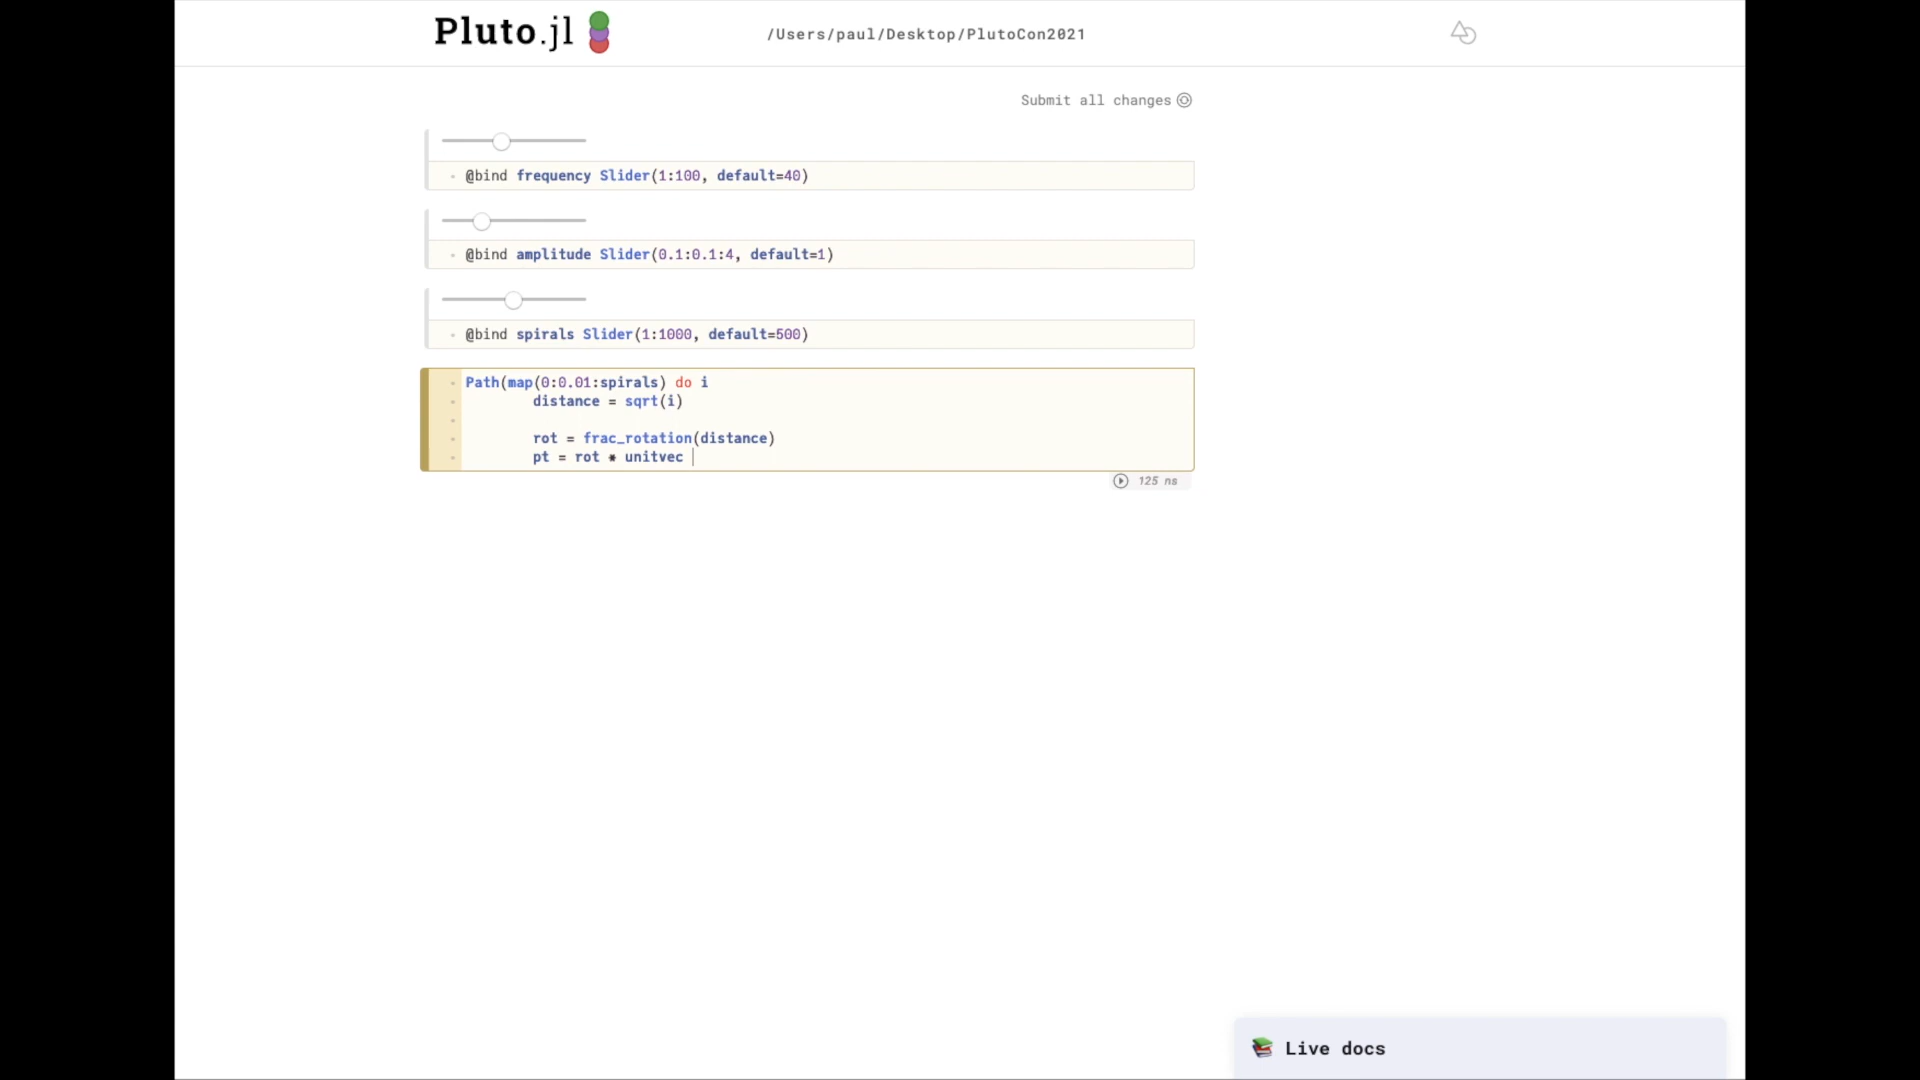 Pluto.jl
/Users/paul/Desktop/PlutoCon2021
Submit all changes
@bind frequency Slider(1:100, default=40)
@bind amplitude Slider(0.1:0.1:4, default=1)
@bind spirals Slider(1:1000, default=500)
Path(map(0:0.01:spirals) do i
distance = sqrt(i)
rot = frac_rotation(distance)
pt = rot * unitvec
125 ns
Live docs